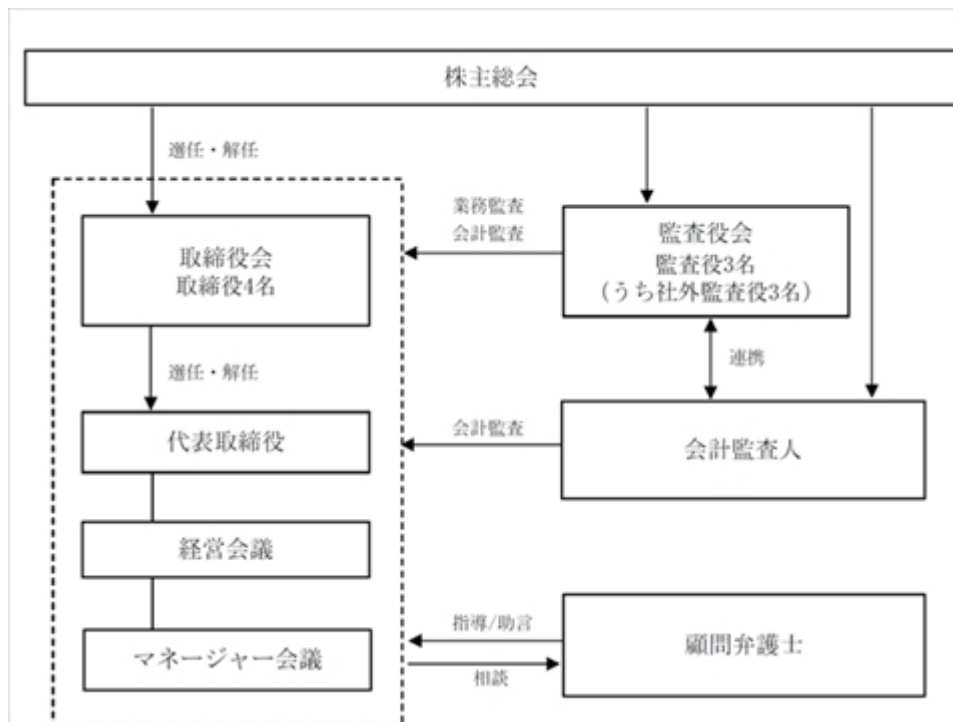 株主総会
選任・解任
業務監査
会計監査
取締役会
取締役4名
監査役会
監査役3名
(うち社外監査役3名)
選任・解任
連携
代表取締役
会計監査
会計監査人
経営会議
指導/助言
相談
顧問弁護士
マネージャー会議